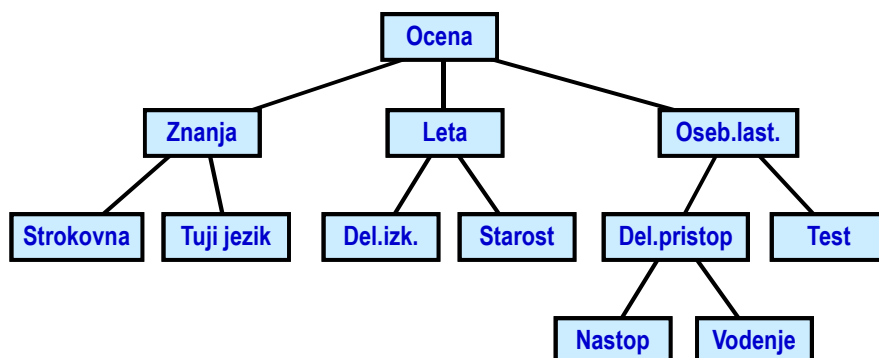 Ocena
Znanja
Leta
Oseb.last.
Strokovna
Tuji jezik
Del.izk.
Starost
Del.pristop
Test
Nastop
Vodenje